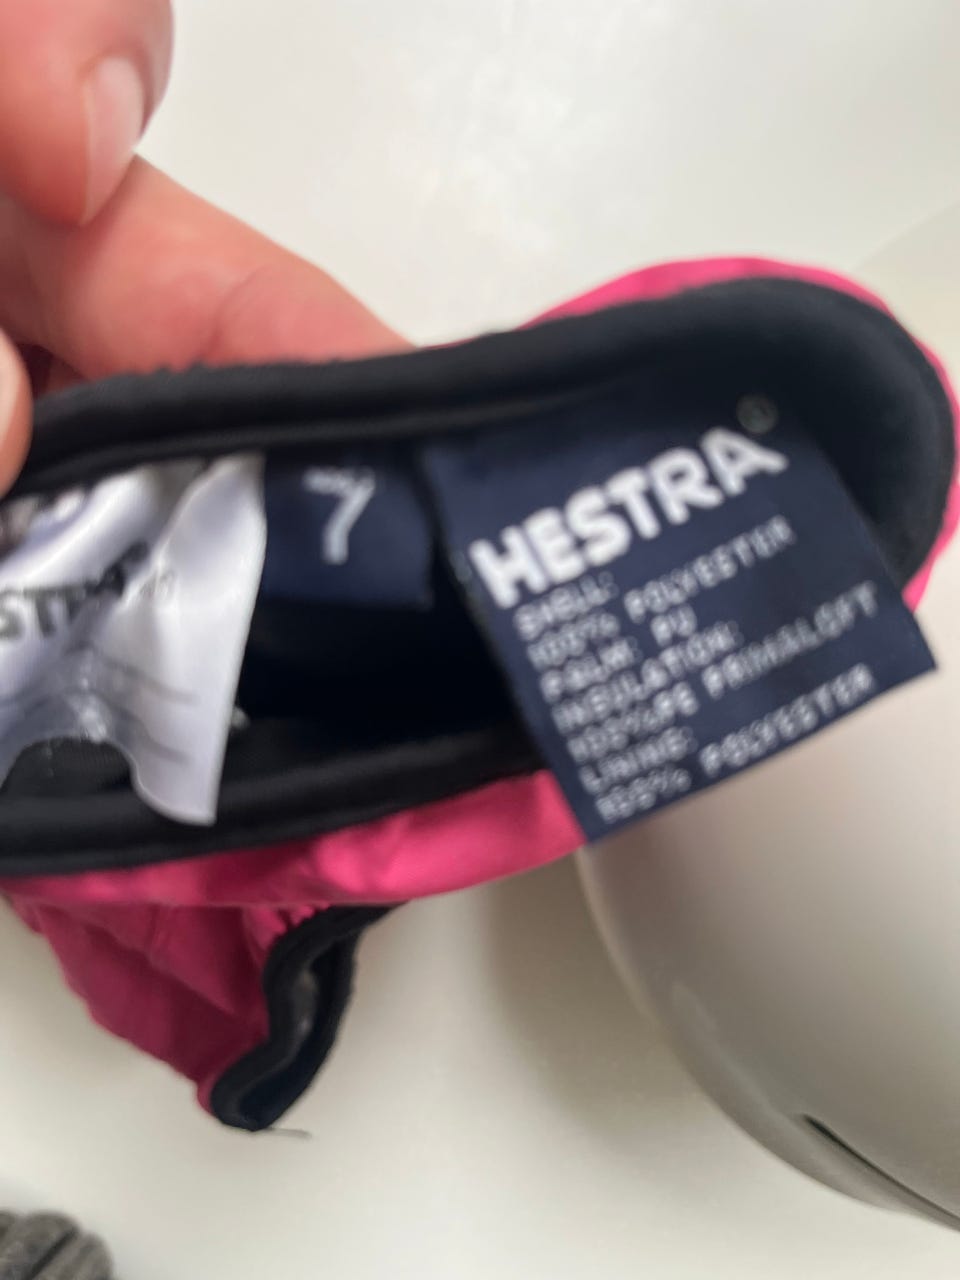 7
HESTRA®
SHELL:
100% POLYESTER
PALM: PU
INSULATION:
100% PE PRIMALOFT
LINING:
100% POLYESTER